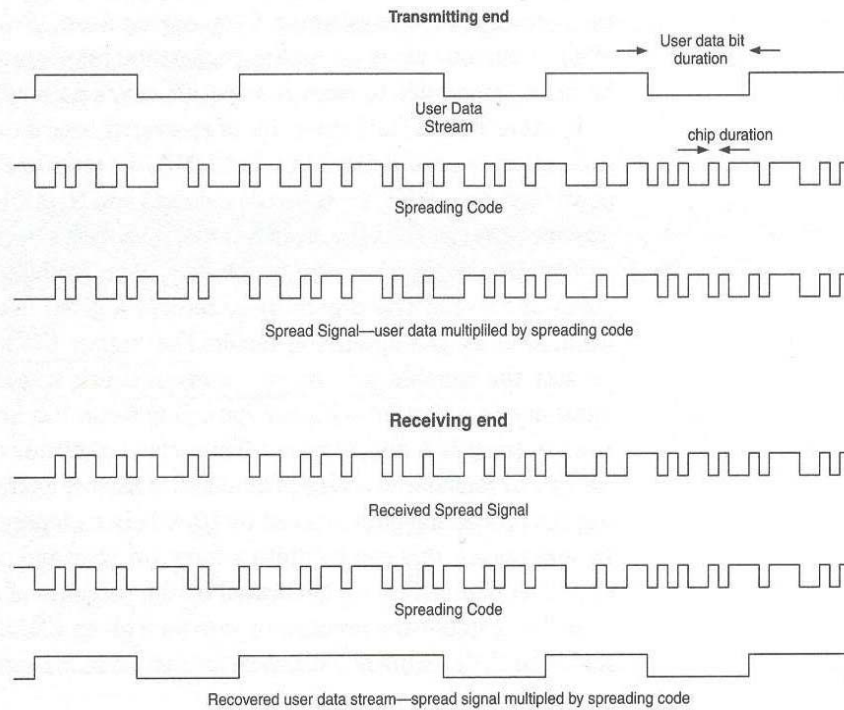 Transmitting end
User data bit
duration
User Data
Stream
chip duration
Spreading Code
Spread Signal—user data multipliled by spreading code
Receiving end
Received Spread Signal
Spreading Code
Recovered user data stream—spread signal multipled by spreading code